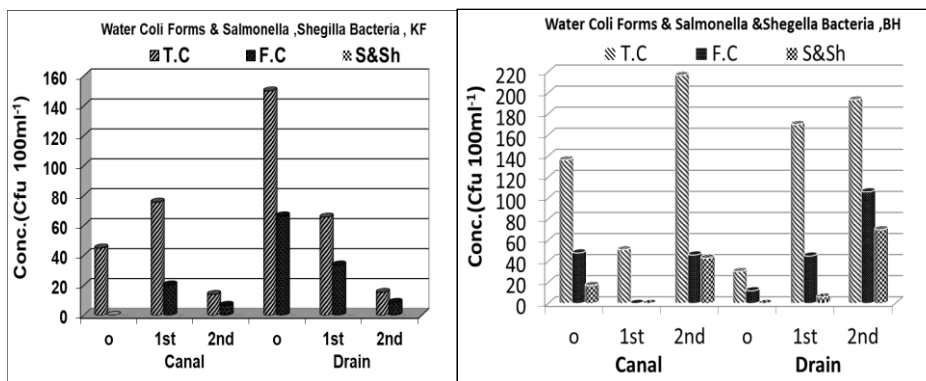 Water Coli Forms & Salmonella ,Shegilla Bacteria , KF
T.C F.C S&Sh
Conc.(Cfu 100ml-1)
160
140
120
100
80
60
40
20
0
o 1st 2nd o 1st 2nd
Canal Drain
Water Coli Forms & Salmonella &Shegella Bacteria ,BH
T.C F.C S&Sh
Conc.(Cfu 100ml-1)
220
200
180
160
140
120
100
80
60
40
20
0
o 1st 2nd o 1st 2nd
Canal Drain